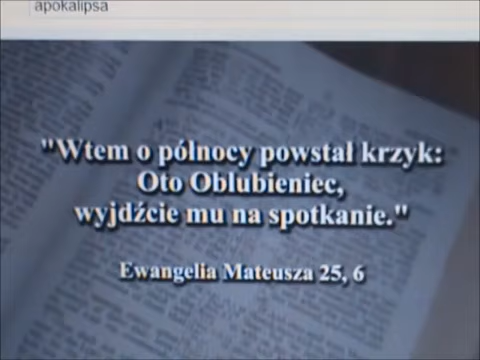 apokalipsa
"Wtem o północy powstał krzyk:
Oto Oblubieniec,
wyjdźcie mu na spotkanie."
Ewangelia Mateusza 25, 6